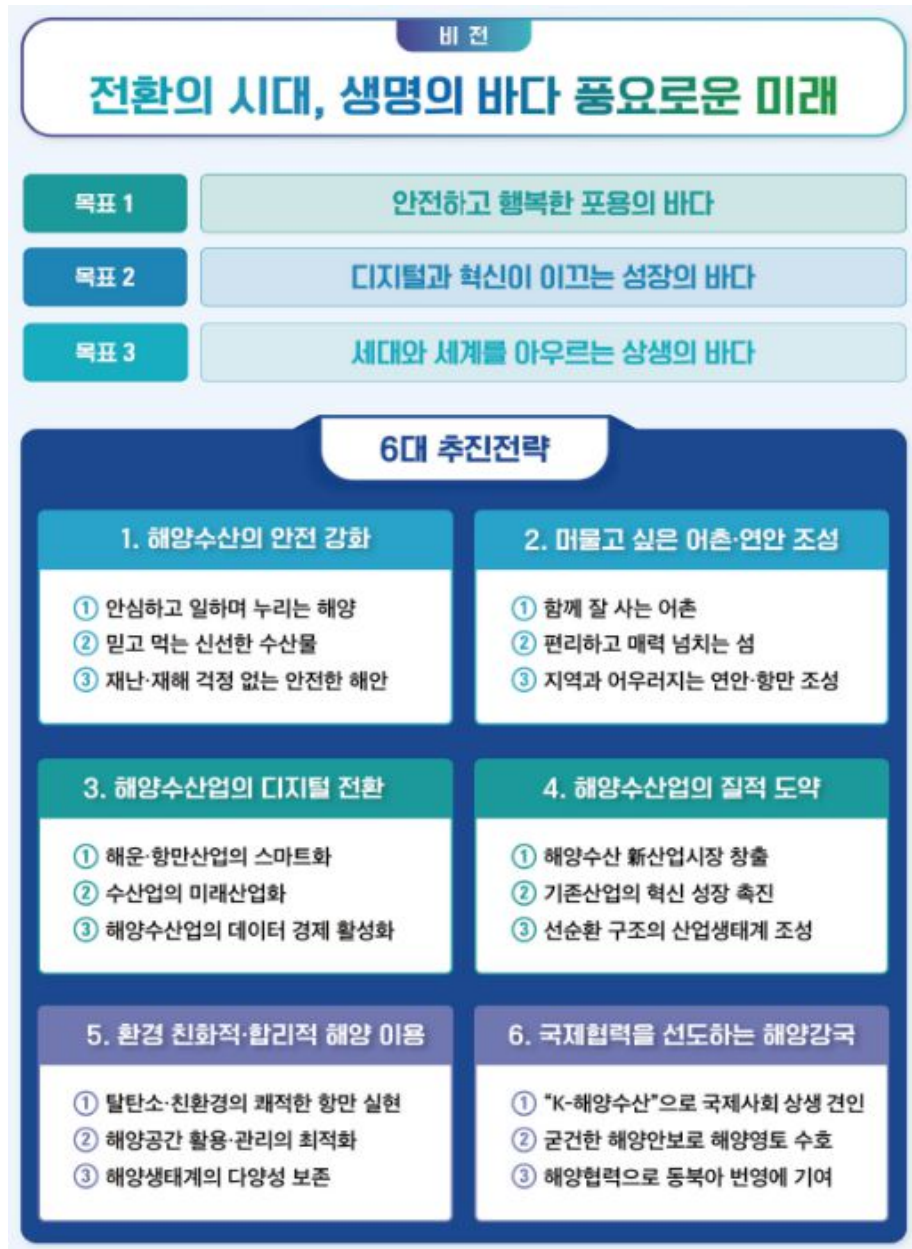 비 전
전환의 시대, 생명의 바다 풍요로운 미래
목표 1
안전하고 행복한 포용의 바다
목표 2
디지털과 혁신이 이끄는 성장의 바다
목표 3
세대와 세계를 아우르는 상생의 바다
6대 추진전략
1. 해양수산의 안전 강화
① 안심하고 일하며 누리는 해양
② 믿고 먹는 신선한 수산물
③ 재난·재해 걱정 없는 안전한 해안
2. 머물고 싶은 어촌·연안 조성
① 함께 잘 사는 어촌
② 편리하고 매력 넘치는 섬
③ 지역과 어우러지는 연안·항만 조성
3. 해양수산업의 디지털 전환
① 해운·항만산업의 스마트화
② 수산업의 미래산업화
③ 해양수산업의 데이터 경제 활성화
4. 해양수산업의 질적 도약
① 해양수산 新산업시장 창출
② 기존산업의 혁신 성장 촉진
③ 선순환 구조의 산업생태계 조성
5. 환경 친화적·합리적 해양 이용
① 탈탄소·친환경의 쾌적한 항만 실현
② 해양공간 활용·관리의 최적화
③ 해양생태계의 다양성 보존
6. 국제협력을 선도하는 해양강국
① “K-해양수산”으로 국제사회 상생 견인
② 굳건한 해양안보로 해양영토 수호
③ 해양협력으로 동북아 번영에 기여